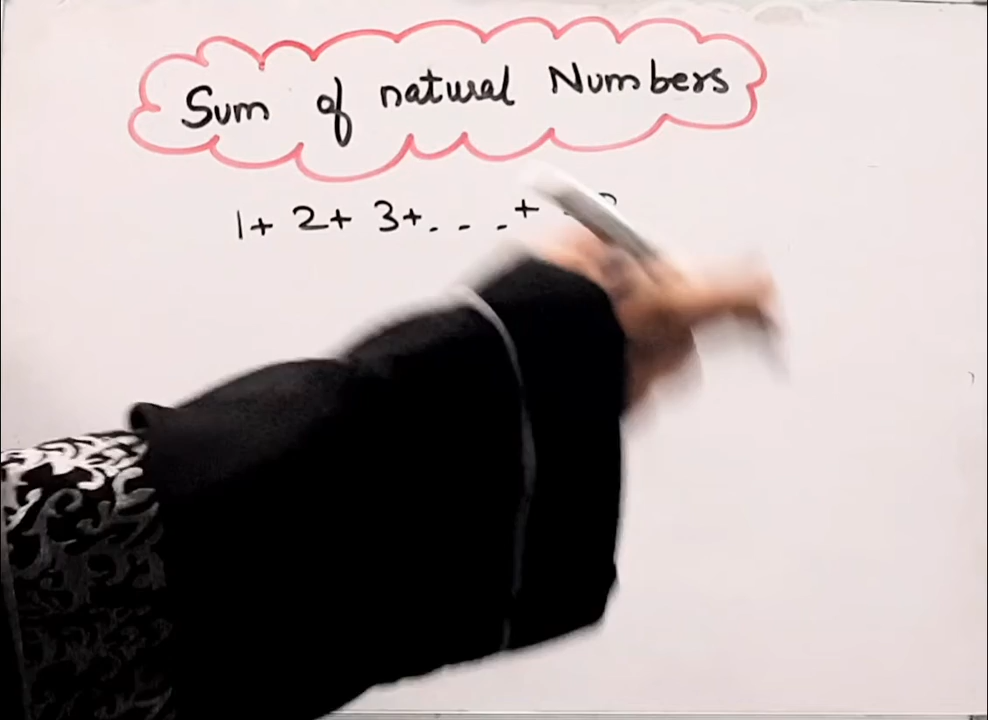 Sum of natural Numbers
1+ 2+ 3+. - - . +